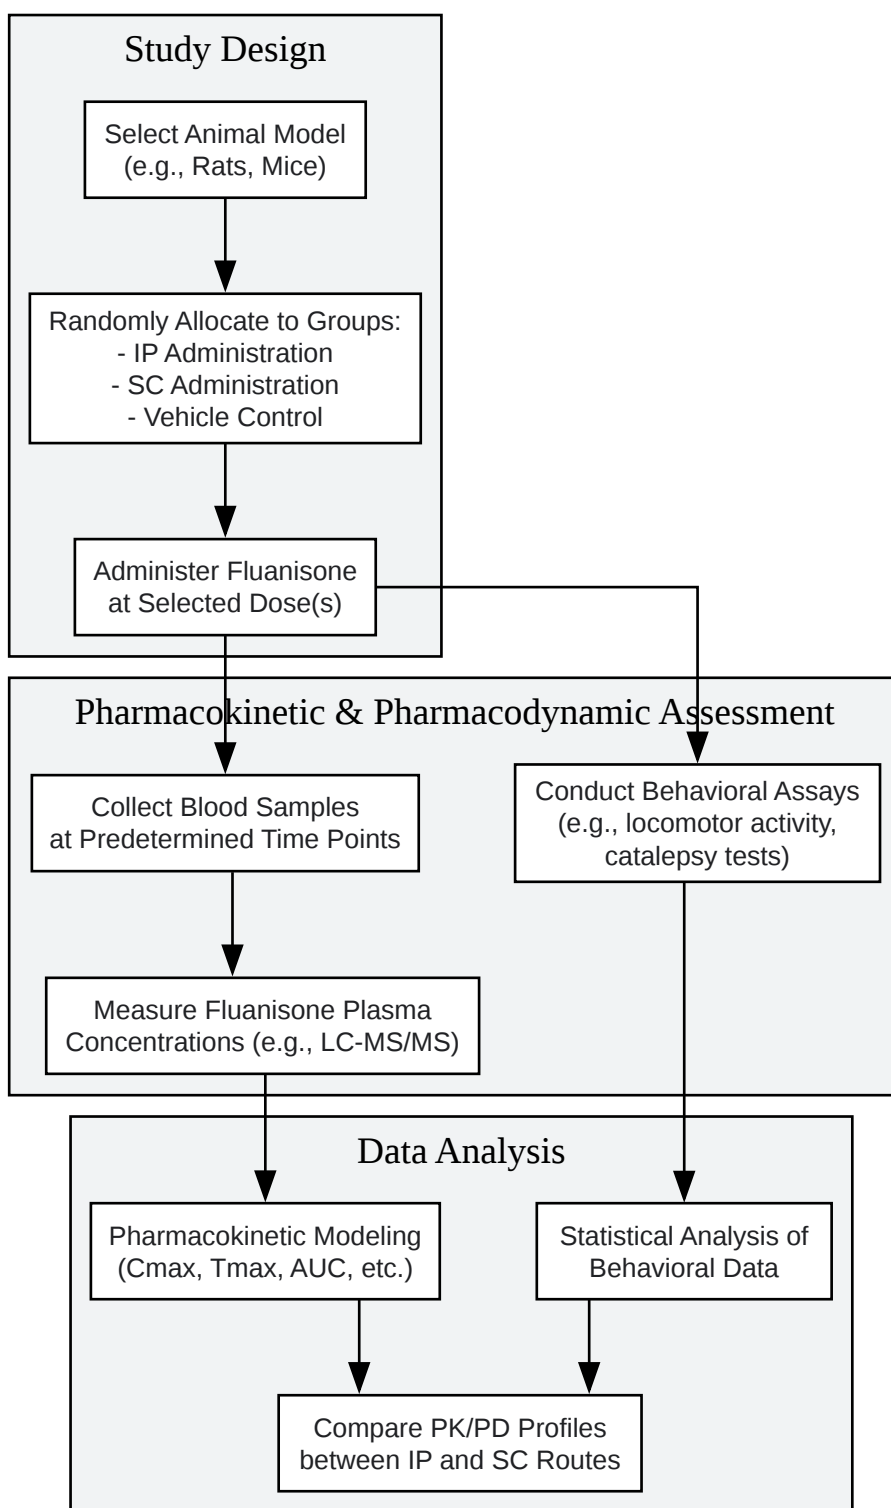 Study Design
Select Animal Model
(e.g., Rats, Mice)
Randomly Allocate to Groups:
- IP Administration
- SC Administration
- Vehicle Control
Administer Fluanisone
at Selected Dose(s)
Pharmacokinetic & Pharmacodynamic Assessment
Collect Blood Samples
at Predetermined Time Points
Conduct Behavioral Assays
(e.g., locomotor activity,
catalepsy tests)
Measure Fluanisone Plasma
Concentrations (e.g., LC-MS/MS)
Data Analysis
Pharmacokinetic Modeling
(Cmax, Tmax, AUC, etc.)
Statistical Analysis of
Behavioral Data
Compare PK/PD Profiles
between IP and SC Routes